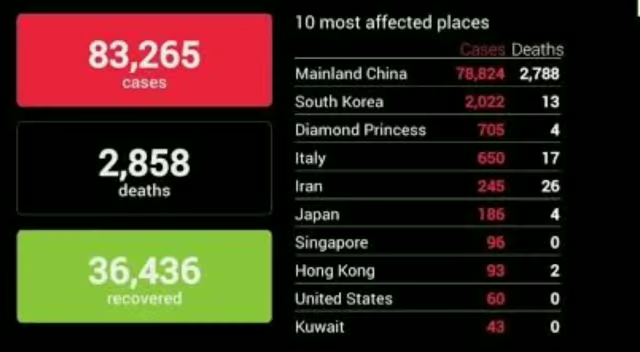 83,265
cases
2,858
deaths
36,436
recovered
10 most affected places
Cases Deaths
Mainland China 78,824 2,788
South Korea 2,022 13
Diamond Princess 705 4
Italy 650 17
Iran 245 26
Japan 186 4
Singapore 96 0
Hong Kong 93 2
United States 60 0
Kuwait 43 0